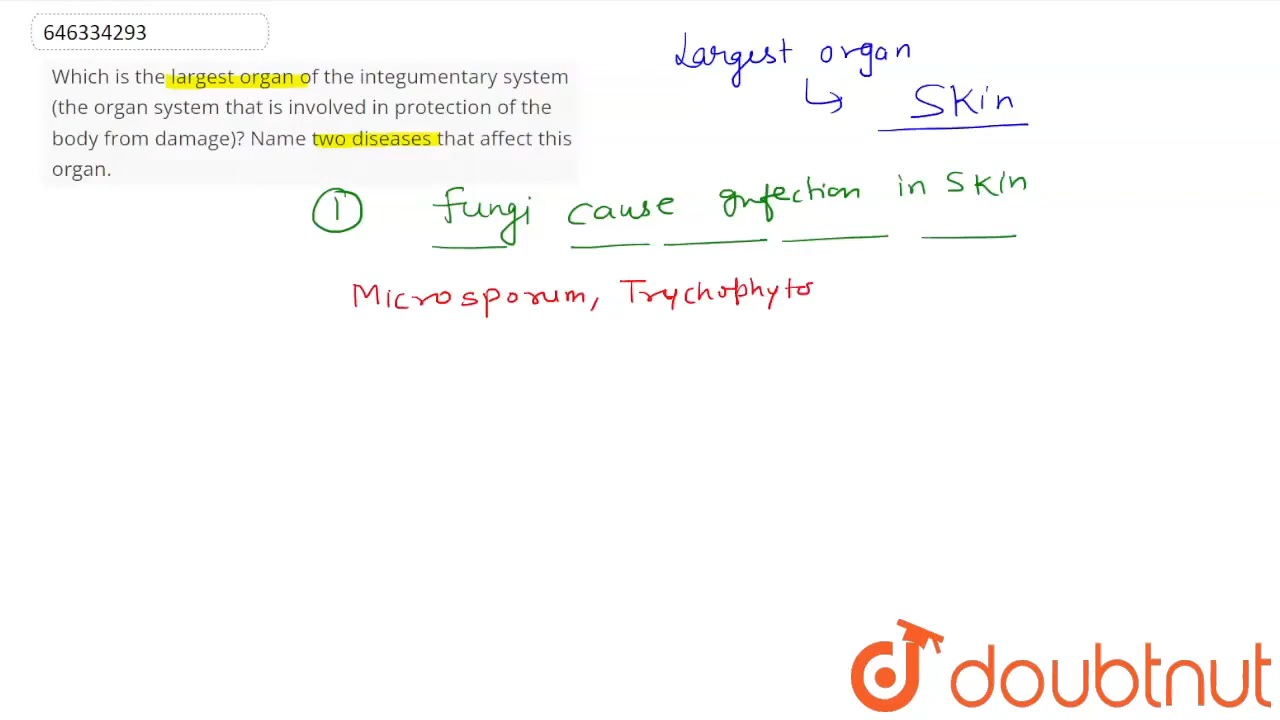 646334293
Which is the largest organ of the integumentary system
(the organ system that is involved in protection of the
body from damage)? Name two diseases that affect this
organ.
Largest organ
Skin
1 fungi cause Infection in Skin
Microsporum, Trychophyto
doubtnut